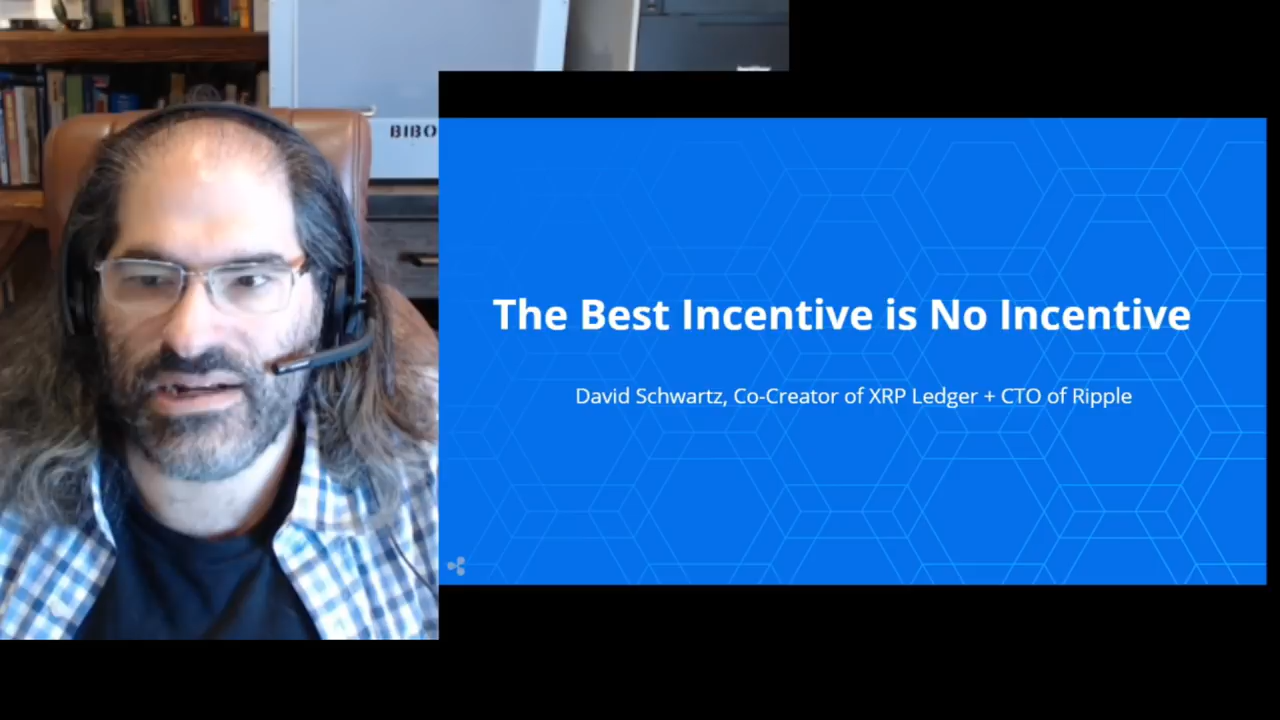 BIBO
The Best Incentive is No Incentive
David Schwartz, Co-Creator of XRP Ledger + CTO of Ripple